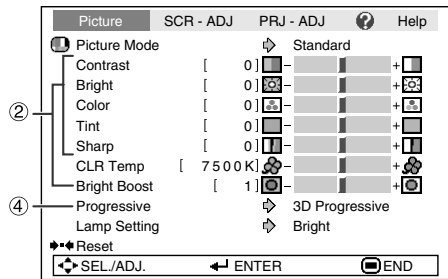 Picture SCR - ADJ PRJ - ADJ ? Help
Picture Mode Standard
Contrast [ 0] - +
Bright [ 0] - +
② Color [ 0] - +
Tint [ 0] - +
Sharp [ 0] - +
CLR Temp [ 7500K] - +
Bright Boost [ 1] - +
④ Progressive 3D Progressive
Lamp Setting Bright
Reset
SEL./ADJ. ENTER END